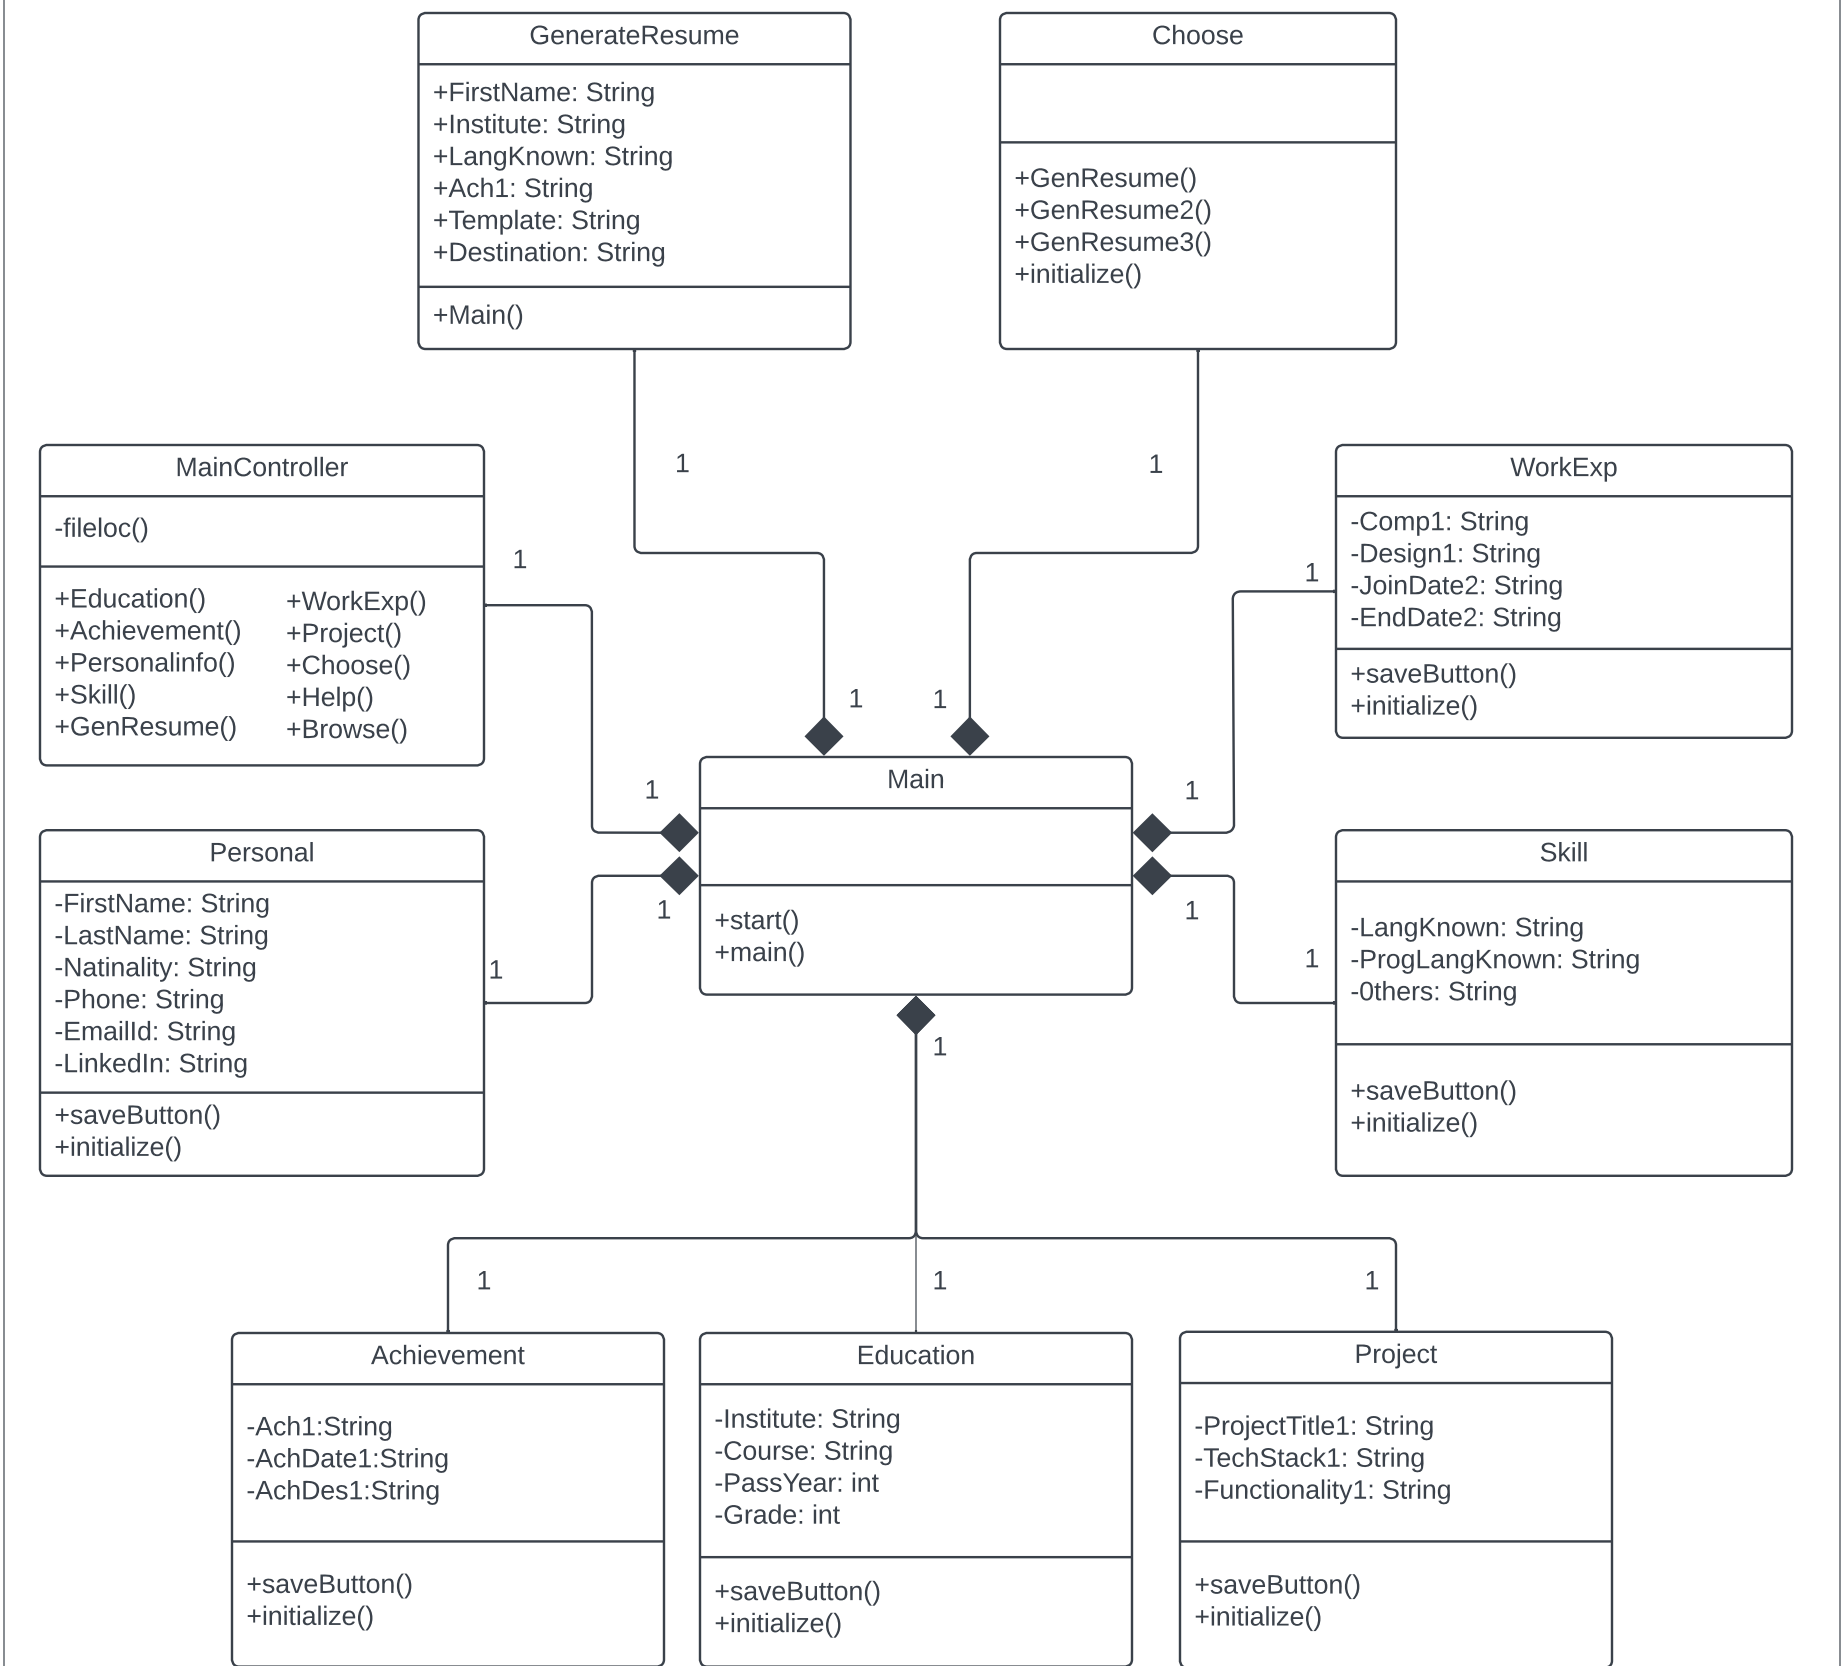 GenerateResume
+FirstName: String
+Institute: String
+LangKnown: String
+Ach1: String
+Template: String
+Destination: String
+Main()
Choose
+GenResume()
+GenResume2()
+GenResume3()
+initialize()
1
1
MainController
-fileloc()
+Education()
+Achievement()
+Personalinfo()
+Skill()
+GenResume()
+WorkExp()
+Project()
+Choose()
+Help()
+Browse()
1
1
1
1
WorkExp
-Comp1: String
-Design1: String
-JoinDate2: String
-EndDate2: String
+saveButton()
+initialize()
1
1
Personal
-FirstName: String
-LastName: String
-Natinality: String
-Phone: String
-EmailId: String
-LinkedIn: String
+saveButton()
+initialize()
1
1
Main
+start()
+main()
1
1
1
Skill
-LangKnown: String
-ProgLangKnown: String
-0thers: String
+saveButton()
+initialize()
1
1
1
Achievement
-Ach1:String
-AchDate1:String
-AchDes1:String
+saveButton()
+initialize()
Education
-Institute: String
-Course: String
-PassYear: int
-Grade: int
+saveButton()
+initialize()
Project
-ProjectTitle1: String
-TechStack1: String
-Functionality1: String
+saveButton()
+initialize()